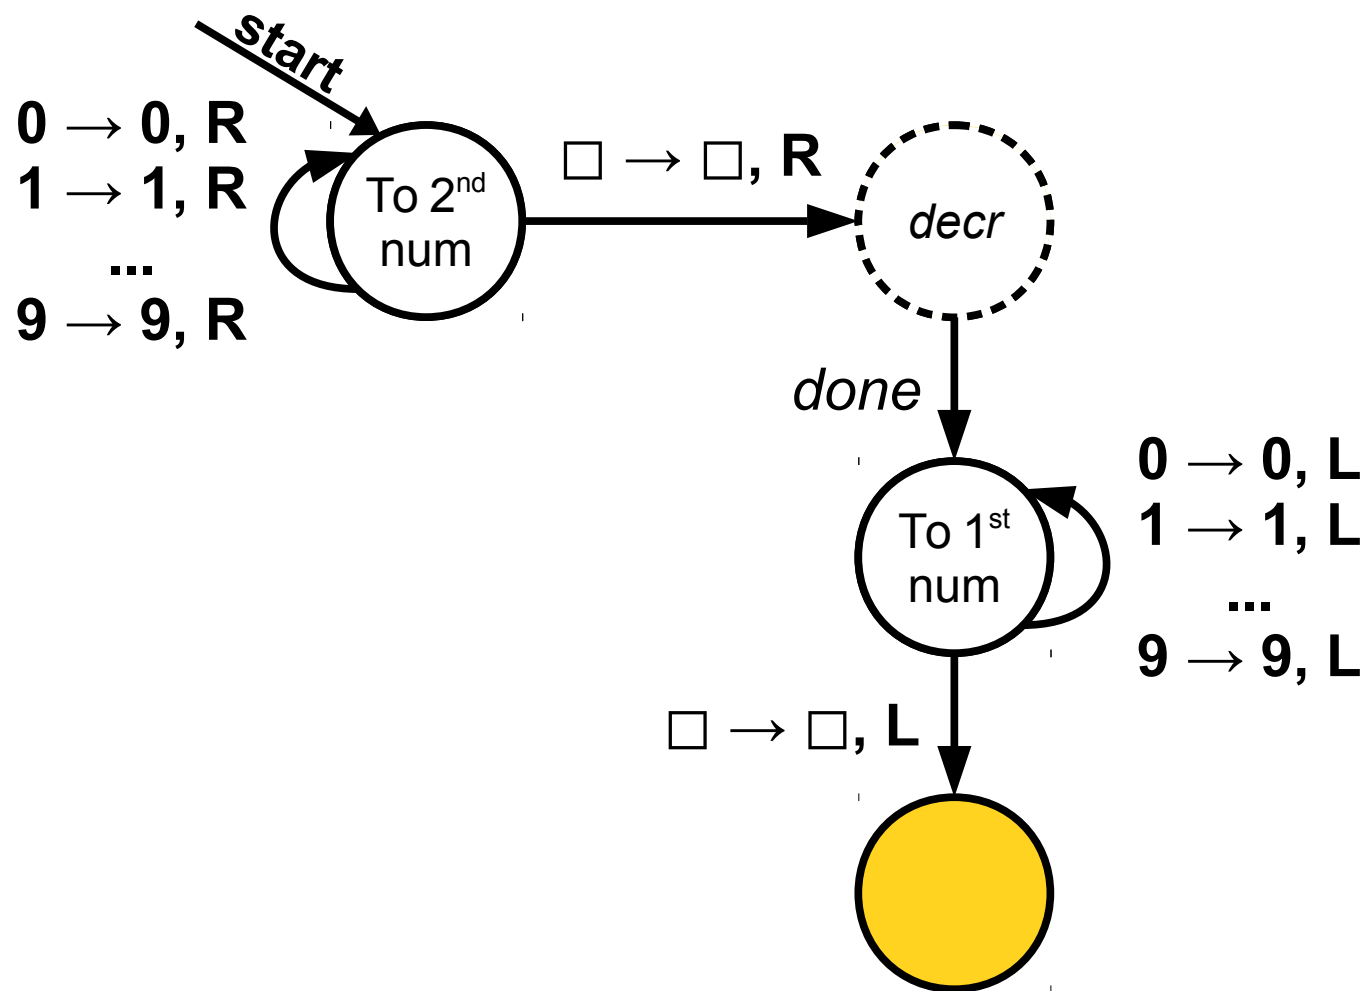 start
0 → 0, R
1 → 1, R
...
9 → 9, R
To 2nd
num
□ → □, R
decr
done
To 1st
num
0 → 0, L
1 → 1, L
...
9 → 9, L
□ → □, L